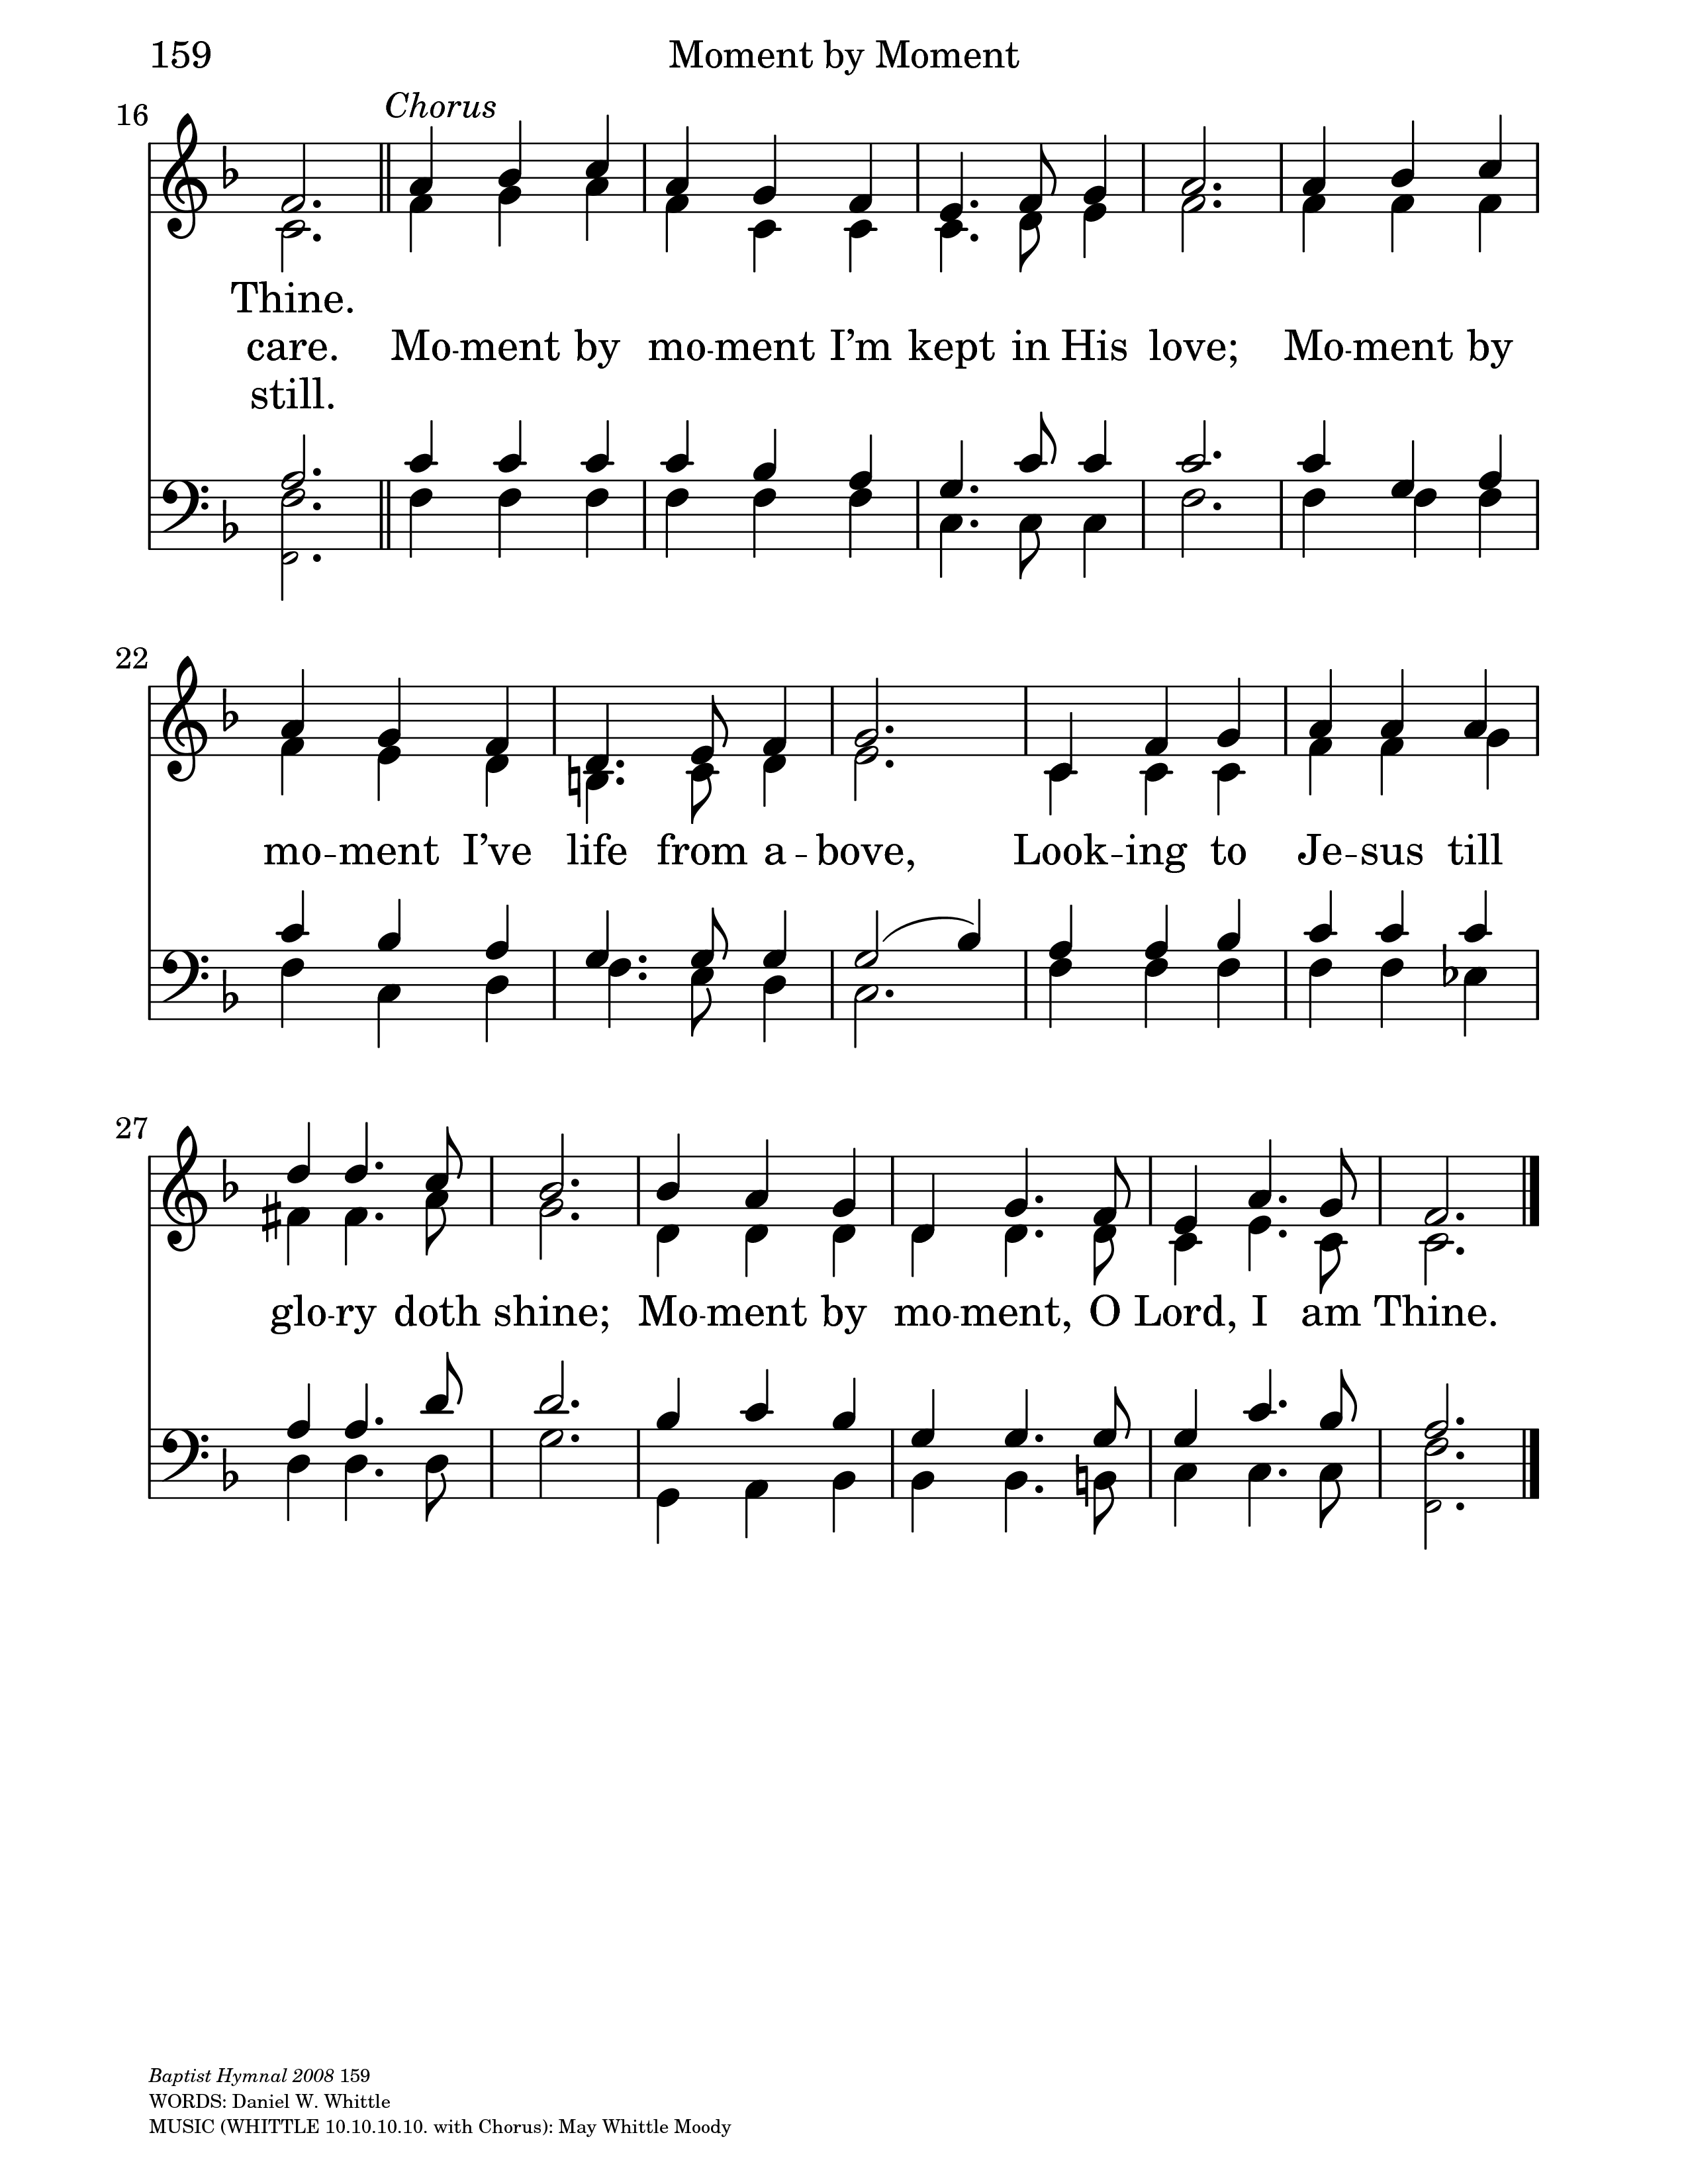 159 Moment by Moment
16 Chorus
Thine.
care. Mo-ment by mo-ment I’m kept in His love; Mo-ment by
still.
22
mo-ment I’ve life from a-bove, Look-ing to Je-sus till
27
glo-ry doth shine; Mo-ment by mo-ment, O Lord, I am Thine.
Baptist Hymnal 2008 159
WORDS: Daniel W. Whittle
MUSIC (WHITTLE 10.10.10.10. with Chorus): May Whittle Moody